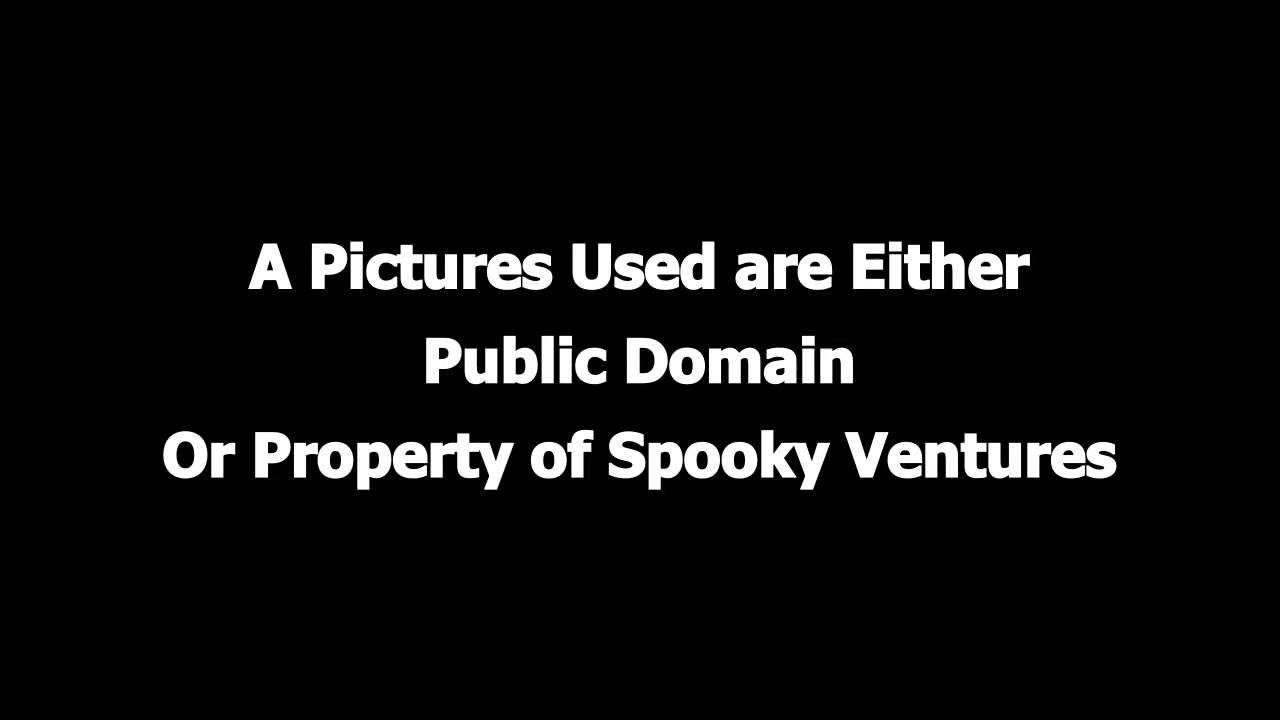 A Pictures Used are Either
Public Domain
Or Property of Spooky Ventures